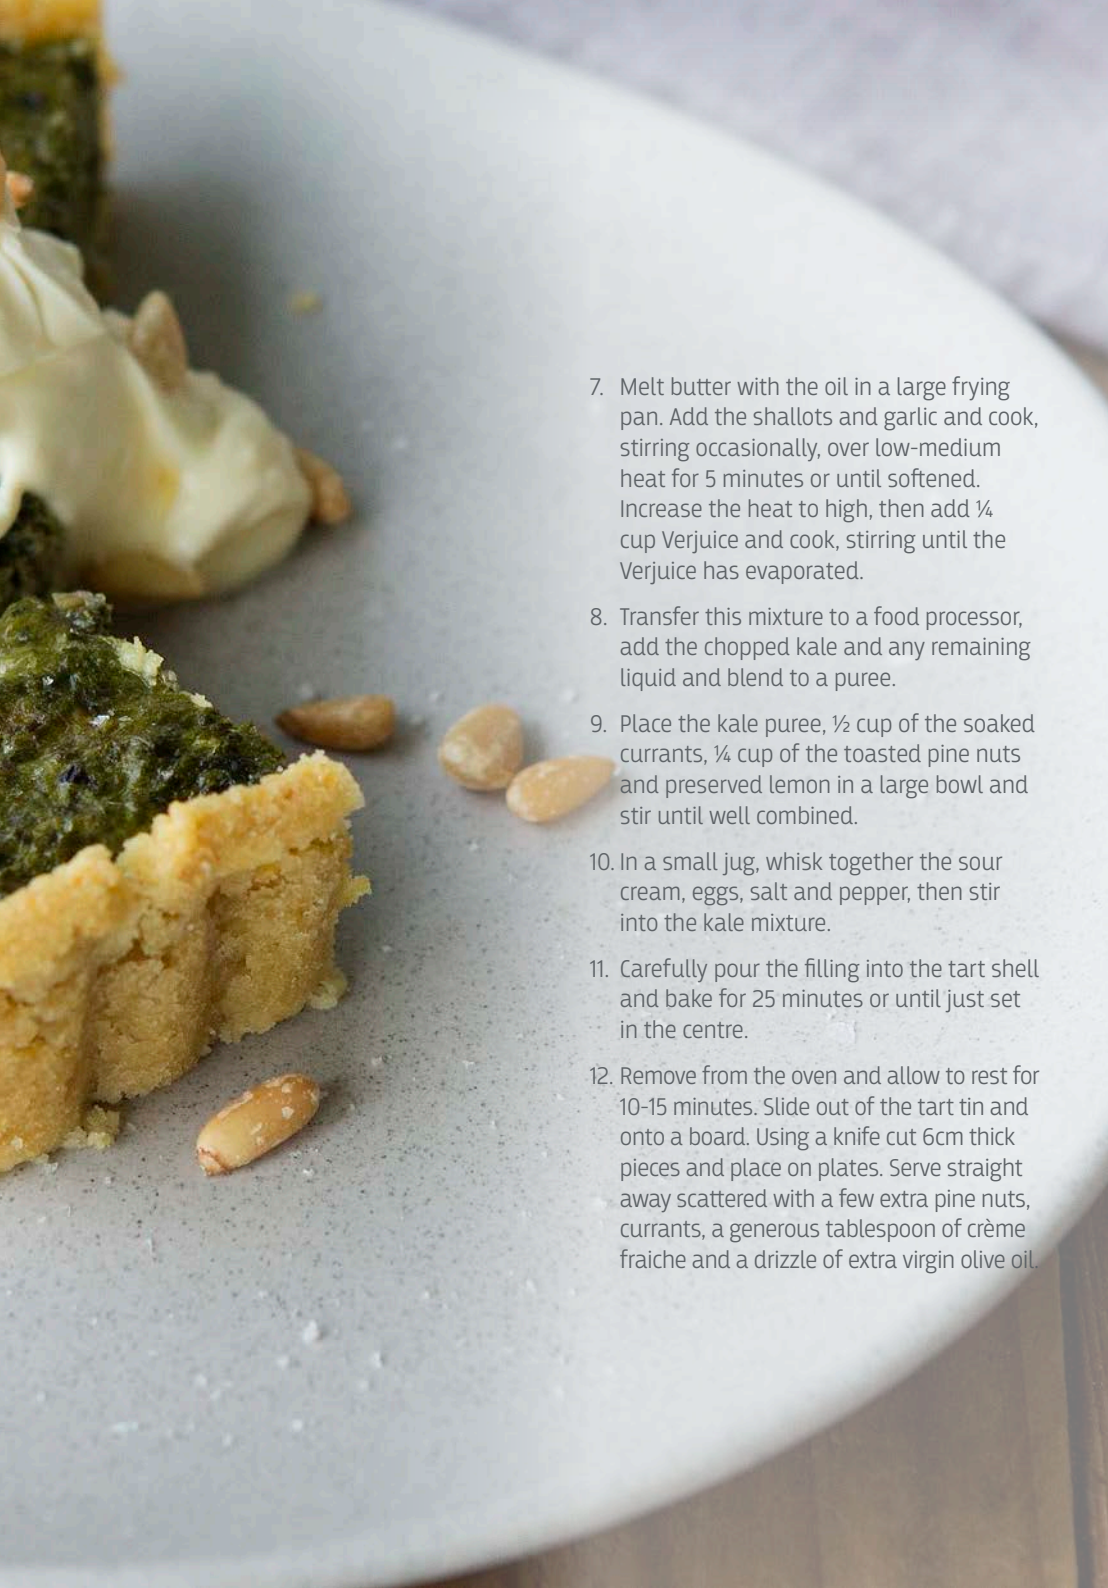 7. Melt butter with the oil in a large frying
pan. Add the shallots and garlic and cook,
stirring occasionally, over low-medium
heat for 5 minutes or until softened.
Increase the heat to high, then add ¼
cup Verjuice and cook, stirring until the
Verjuice has evaporated.
8. Transfer this mixture to a food processor,
add the chopped kale and any remaining
liquid and blend to a puree.
9. Place the kale puree, ½ cup of the soaked
currants, ¼ cup of the toasted pine nuts
and preserved lemon in a large bowl and
stir until well combined.
10. In a small jug, whisk together the sour
cream, eggs, salt and pepper, then stir
into the kale mixture.
11. Carefully pour the filling into the tart shell
and bake for 25 minutes or until just set
in the centre.
12. Remove from the oven and allow to rest for
10-15 minutes. Slide out of the tart tin and
onto a board. Using a knife cut 6cm thick
pieces and place on plates. Serve straight
away scattered with a few extra pine nuts,
currants, a generous tablespoon of crème
fraiche and a drizzle of extra virgin olive oil.